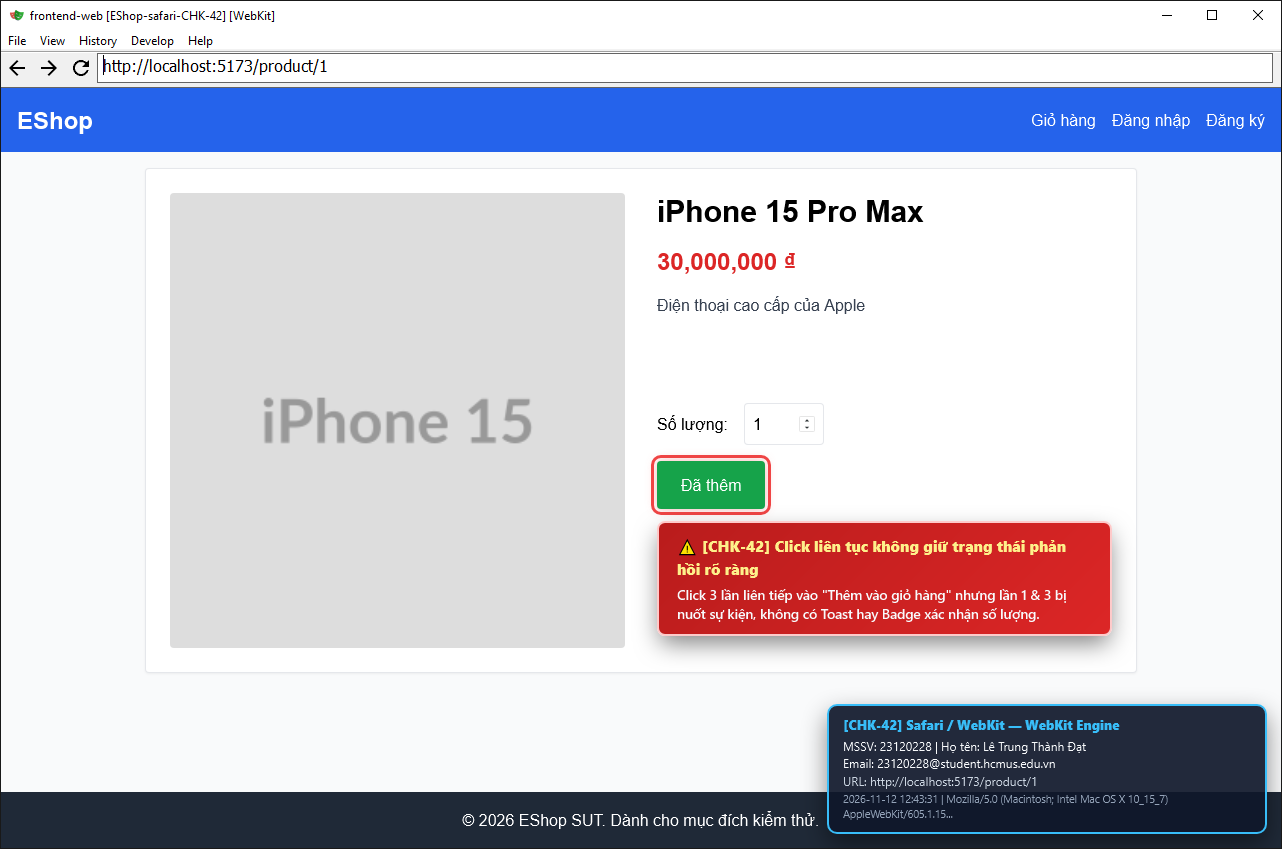 frontend-web [EShop-safari-CHK-42] [WebKit]
File View History Develop Help
http://localhost:5173/product/1
EShop
Giỏ hàng Đăng nhập Đăng ký
iPhone 15
iPhone 15 Pro Max
30,000,000 ₫
Điện thoại cao cấp của Apple
Số lượng: 1
Đã thêm
⚠️ [CHK-42] Click liên tục không giữ trạng thái phản
hồi rõ ràng
Click 3 lần liên tiếp vào "Thêm vào giỏ hàng" nhưng lần 1 & 3 bị
nuốt sự kiện, không có Toast hay Badge xác nhận số lượng.
[CHK-42] Safari / WebKit — WebKit Engine
MSSV: 23120228 | Họ tên: Lê Trung Thành Đạt
Email: 23120228@student.hcmus.edu.vn
URL: http://localhost:5173/product/1
2026-11-12 12:43:31 | Mozilla/5.0 (Macintosh; Intel Mac OS X 10_15_7)
AppleWebKit/605.1.15...
© 2026 EShop SUT. Dành cho mục đích kiểm thử.